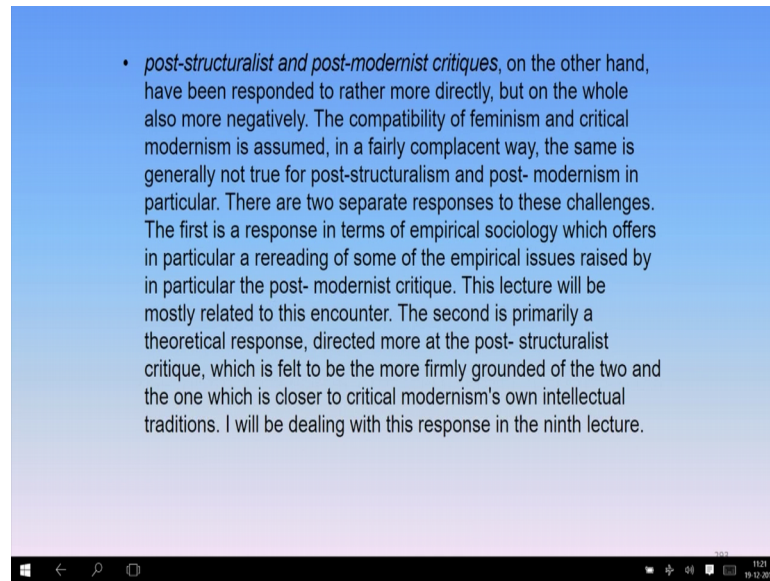 • post-structuralist and post-modernist critiques, on the other hand,
have been responded to rather more directly, but on the whole
also more negatively. The compatibility of feminism and critical
modernism is assumed, in a fairly complacent way, the same is
generally not true for post-structuralism and post- modernism in
particular. There are two separate responses to these challenges.
The first is a response in terms of empirical sociology which offers
in particular a rereading of some of the empirical issues raised by
in particular the post- modernist critique. This lecture will be
mostly related to this encounter. The second is primarily a
theoretical response, directed more at the post- structuralist
critique, which is felt to be the more firmly grounded of the two and
the one which is closer to critical modernism's own intellectual
traditions. I will be dealing with this response in the ninth lecture.
11:21